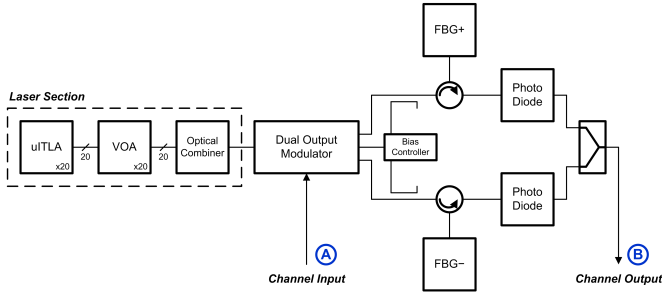 FBG+
Laser Section
uITLA
x20
20
VOA
x20
20
Optical
Combiner
Dual Output
Modulator
Bias
Controller
Photo
Diode
Photo
Diode
A
Channel Input
FBG−
B
Channel Output